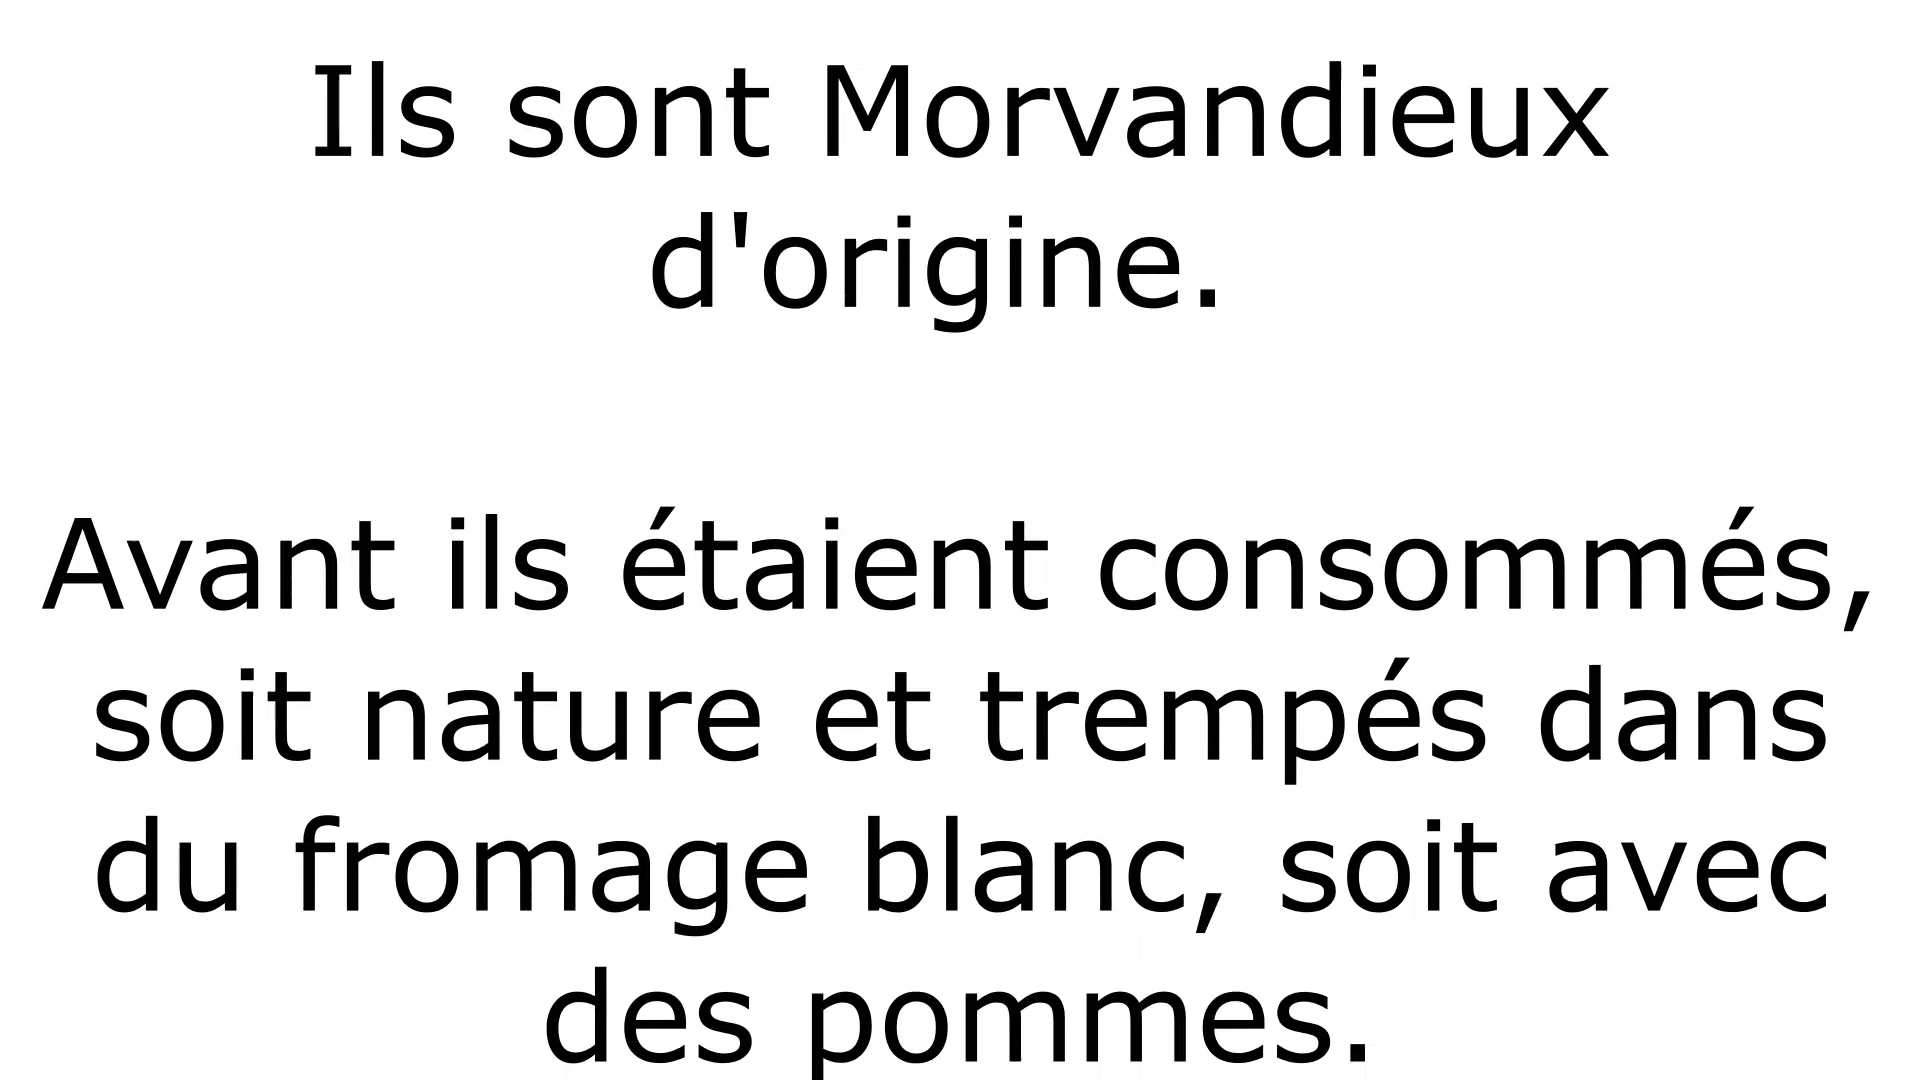 Ils sont Morvandieux
d'origine.
Avant ils étaient consommés,
soit nature et trempés dans
du fromage blanc, soit avec
des pommes.